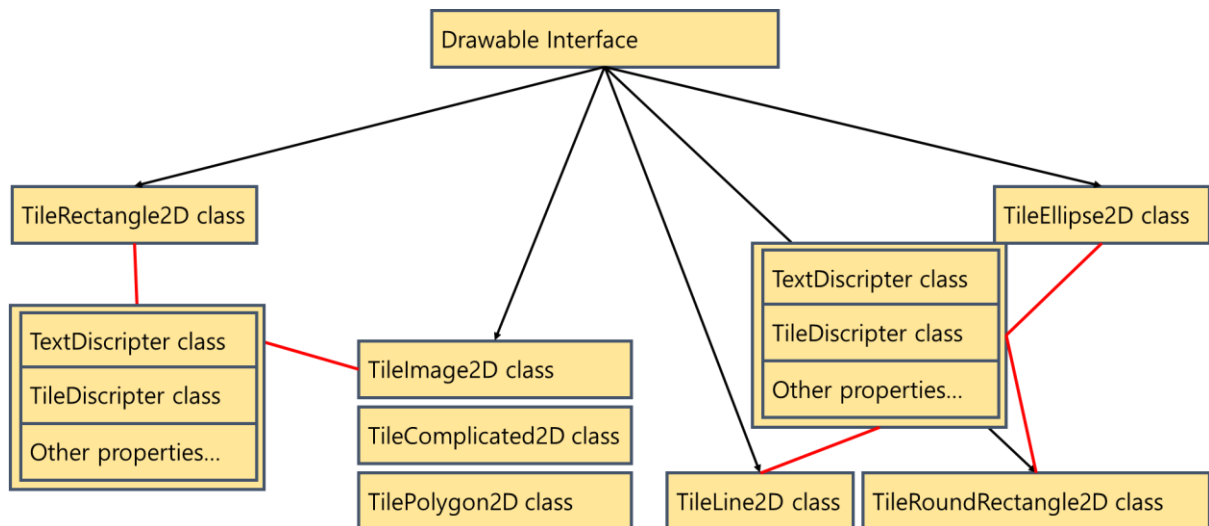 Drawable Interface
TileRectangle2D class
TileEllipse2D class
TextDiscripter class
TileDiscripter class
Other properties...
TextDiscripter class
TileDiscripter class
Other properties...
TileImage2D class
TileComplicated2D class
TilePolygon2D class
TileLine2D class
TileRoundRectangle2D class